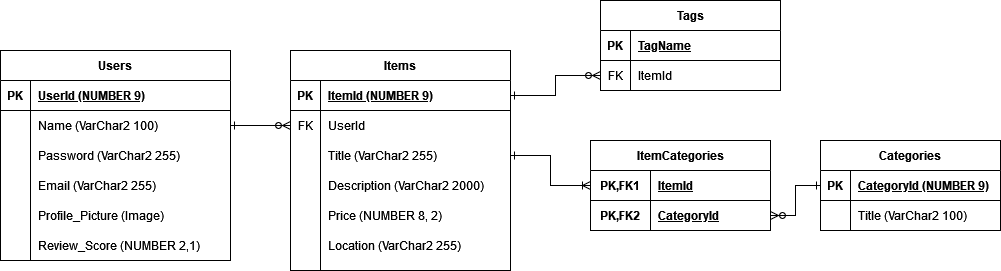 Users
PK UserId (NUMBER 9)
Name (VarChar2 100)
Password (VarChar2 255)
Email (VarChar2 255)
Profile_Picture (Image)
Review_Score (NUMBER 2,1)
Items
PK ItemId (NUMBER 9)
FK UserId
Title (VarChar2 255)
Description (VarChar2 2000)
Price (NUMBER 8, 2)
Location (VarChar2 255)
Tags
PK TagName
FK ItemId
ItemCategories
PK,FK1 ItemId
PK,FK2 CategoryId
Categories
PK CategoryId (NUMBER 9)
Title (VarChar2 100)